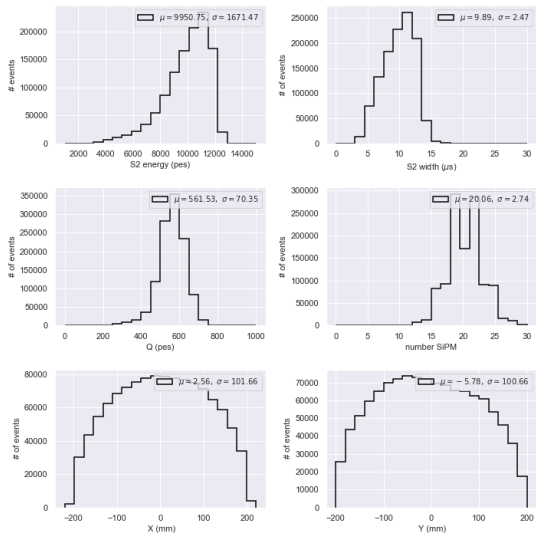 μ=9950.75, σ=1671.47
# of events
200000
150000
100000
50000
0
2000 4000 6000 8000 10000 12000 14000
S2 energy (pes)
μ=9.89, σ=2.47
# of events
250000
200000
150000
100000
50000
0
0 5 10 15 20 25 30
S2 width (μs)
μ=561.53, σ=70.35
# of events
350000
300000
250000
200000
150000
100000
50000
0
0 200 400 600 800 1000
Q (pes)
μ=20.06, σ=2.74
# of events
300000
250000
200000
150000
100000
50000
0
0 5 10 15 20 25 30
number SiPM
μ=2.56, σ=101.66
# of events
80000
60000
40000
20000
0
−200 −100 0 100 200
X (mm)
μ=−5.78, σ=100.66
# of events
70000
60000
50000
40000
30000
20000
10000
0
−200 −100 0 100 200
Y (mm)